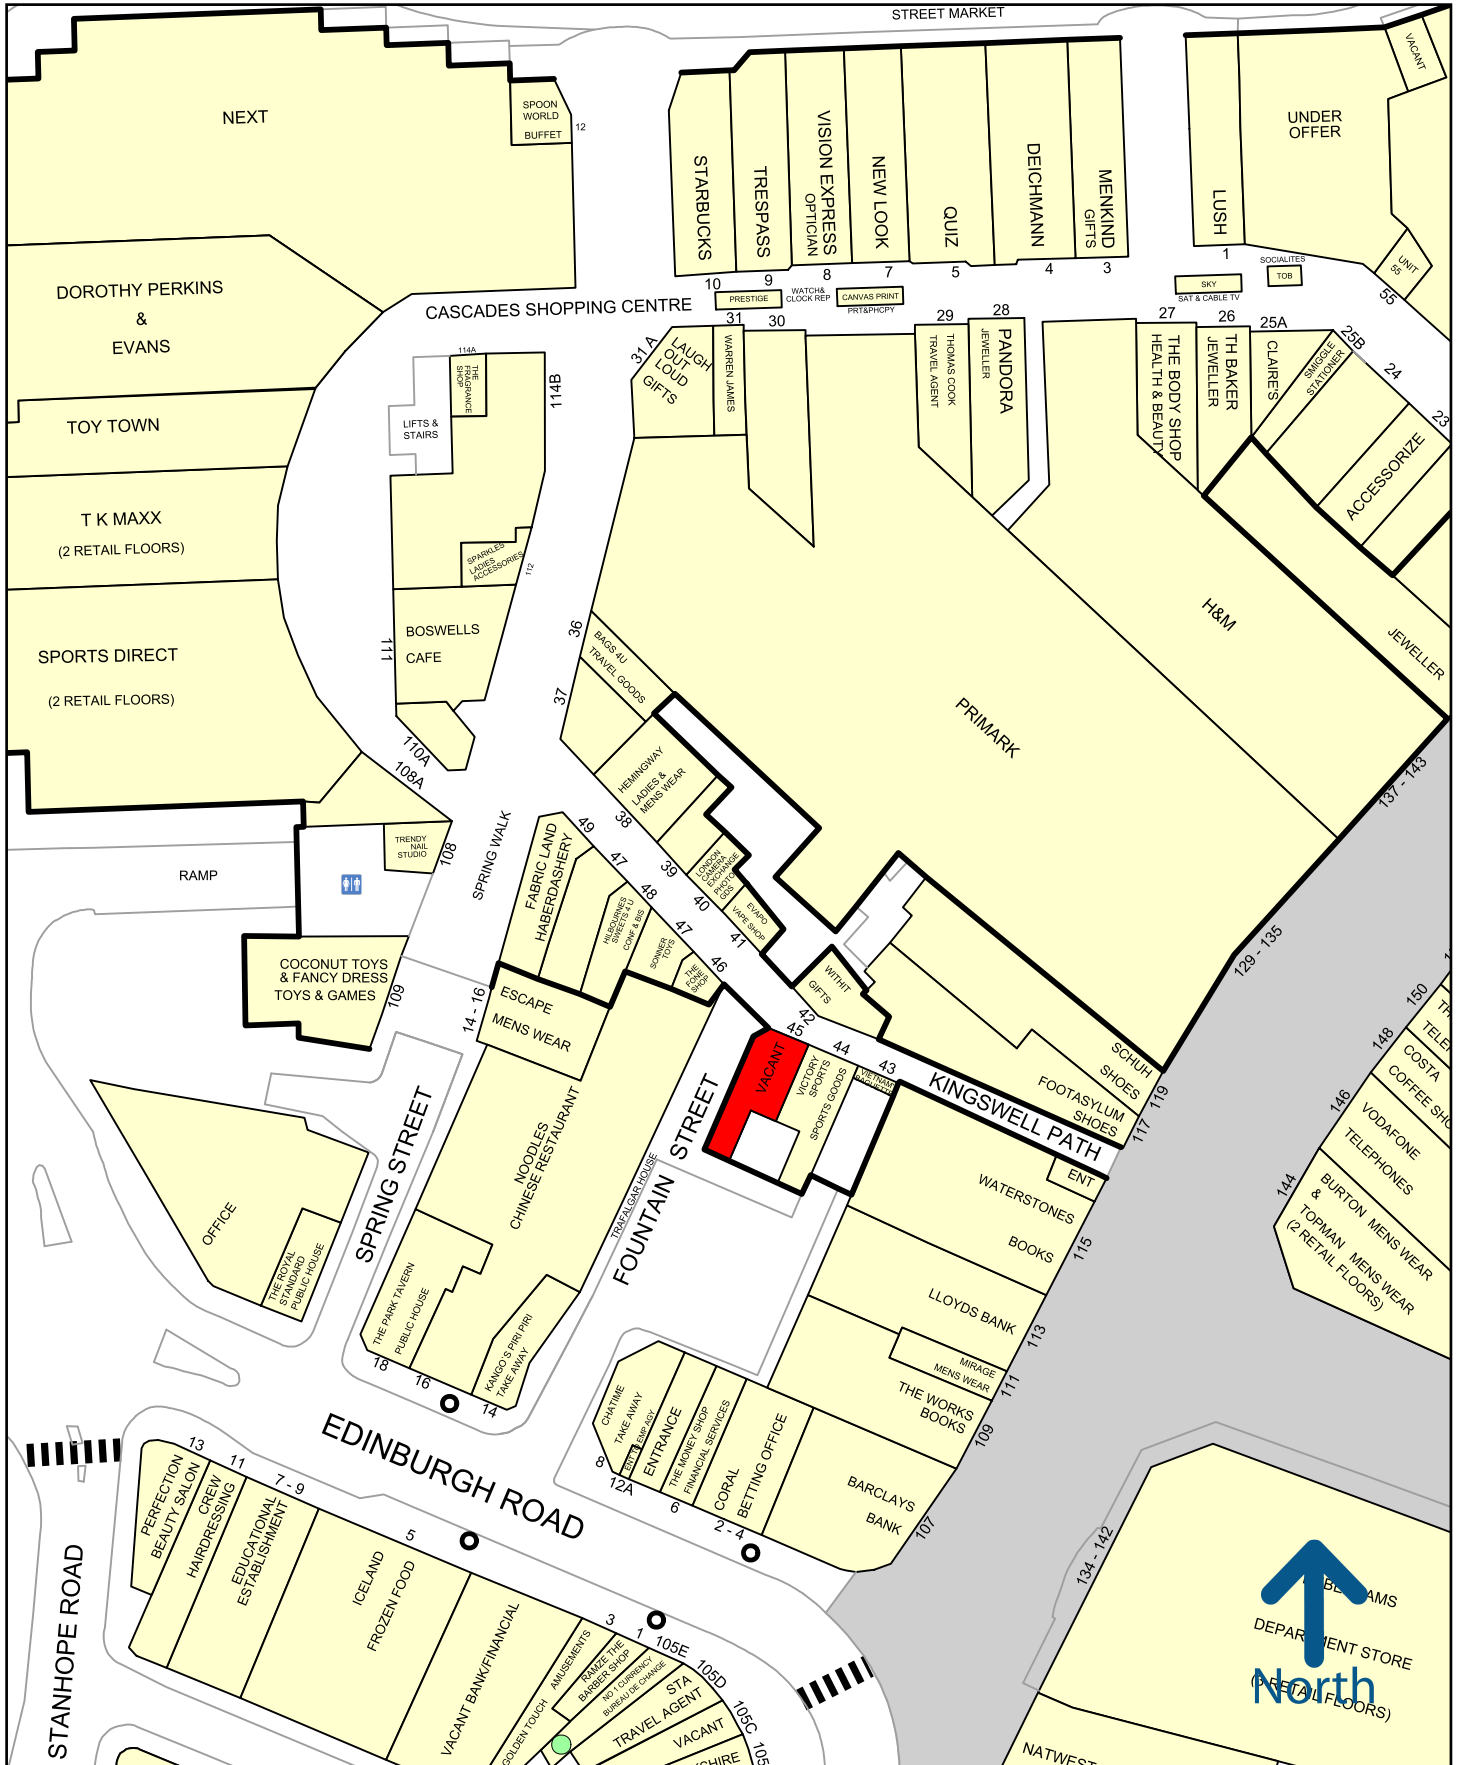 STREET MARKET
NEXT
SPOON
WORLD
BUFFET
12
STARBUCKS
10
TRESPASS
9
VISION EXPRESS
OPTICIAN
8
NEW LOOK
7
QUIZ
5
DEICHMANN
4
MENKIND
GIFTS
3
LUSH
1
UNDER
OFFER
VACANT
UNIT
55
55
SOCIALITES
TOB
SKY
SAT & CABLE TV
DOROTHY PERKINS
&
EVANS
CASCADES SHOPPING CENTRE
PRESTIGE
WATCH&
CLOCK REP
CANVAS PRINT
PRT&PHCPY
TOY TOWN
T K MAXX
(2 RETAIL FLOORS)
SPORTS DIRECT
(2 RETAIL FLOORS)
114A
THE
FRAGRANCE
SHOP
LIFTS &
STAIRS
114B
SPARKLES
LADIES
ACCESSORIES
112
BOSWELLS
CAFE
111
110A
108A
31A
LAUGH
OUT
LOUD
GIFTS
31
WARREN JAMES
30
29
THOMAS COOK
TRAVEL AGENT
28
PANDORA
JEWELLER
27
THE BODY SHOP
HEALTH & BEAUTY
26
TH BAKER
JEWELLER
25A
CLAIRE'S
25B
SMIGGLE
STATIONER
24
23
ACCESSORIZE
JEWELLER
H&M
PRIMARK
137 - 143
129 - 135
36
BAGS 4U
TRAVEL GOODS
37
HEMINGWAY
LADIES &
MENS WEAR
38
39
LONDON
CAMERA
EXCHANGE
PHOTO
GDS
40
EVAPO
VAPE SHOP
41
WITHIT
GIFTS
42
RAMP
TRENDY
NAIL
STUDIO
108
SPRING WALK
COCONUT TOYS
& FANCY DRESS
TOYS & GAMES
109
49
FABRIC LAND
HABERDASHERY
47
48
HILBOURNES
SWEETS 4 U
CONF & BIS
47
SONNER
TOYS
46
THE
FONE
SHOP
14 - 16
ESCAPE
MENS WEAR
45
VACANT
44
VICTORY
SPORTS
SPORTS GOODS
43
KINGSWELL PATH
SCHUH
SHOES
119
FOOTASYLUM
SHOES
117
150
148
COSTA
COFFEE SHO
146
VODAFONE
TELEPHONES
144
BURTON MENS WEAR
&
TOPMAN MENS WEAR
(2 RETAIL FLOORS)
OFFICE
THE ROYAL
STANDARD
PUBLIC HOUSE
SPRING STREET
NOODLES
CHINESE RESTAURANT
TRAFALGAR HOUSE
FOUNTAIN STREET
ENT
WATERSTONES
BOOKS
115
LLOYDS BANK
113
MIRAGE
MENS WEAR
111
THE WORKS
BOOKS
109
BARCLAYS
BANK
107
THE PARK TAVERN
PUBLIC HOUSE
18
16
KANGO'S PIRI PIRI
TAKE AWAY
14
CHATIME
TAKE AWAY
8
ENT TO EMP AGY
12A
ENTRANCE
THE MONEY SHOP
FINANCIAL SERVICES
6
CORAL
BETTING OFFICE
2 - 4
EDINBURGH ROAD
STANHOPE ROAD
13
PERFECTION
BEAUTY SALON
11
CREW
HAIRDRESSING
7 - 9
EDUCATIONAL
ESTABLISHMENT
5
ICELAND
FROZEN FOOD
VACANT BANK/FINANCIAL
3
GOLDEN TOUCH AMUSEMENTS
1
RAMZE THE
BARBER SHOP
105E
NO 1 CURRENCY
BUREAU DE CHANGE
105D
STA
TRAVEL AGENT
105C
VACANT
105
SHIRE
134 - 142
DEPARTMENT STORE
North
NATWEST